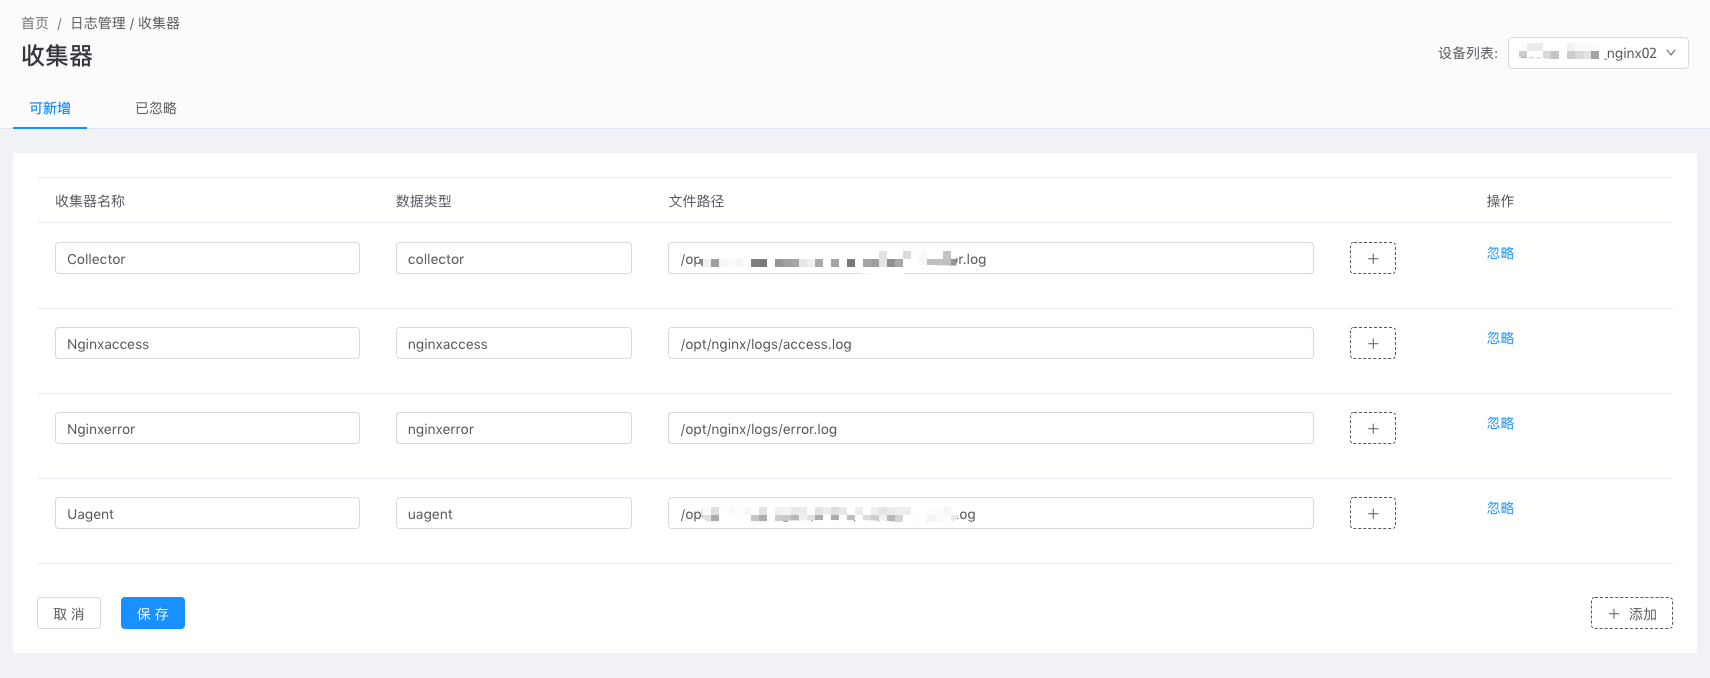 首页 / 日志管理 / 收集器
收集器
设备列表: _nginx02
可新增 已忽略
收集器名称 数据类型 文件路径 操作
Collector collector /op r.log + 忽略
Nginxaccess nginxaccess /opt/nginx/logs/access.log + 忽略
Nginxerror nginxerror /opt/nginx/logs/error.log + 忽略
Uagent uagent /op og + 忽略
取 消 保 存 + 添加